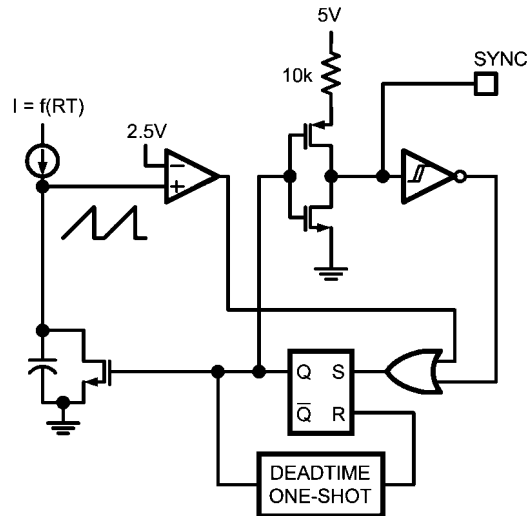 5V
SYNC
10k
I = f(RT)
2.5V
−
+
Q S
Q̅ R
DEADTIME
ONE-SHOT